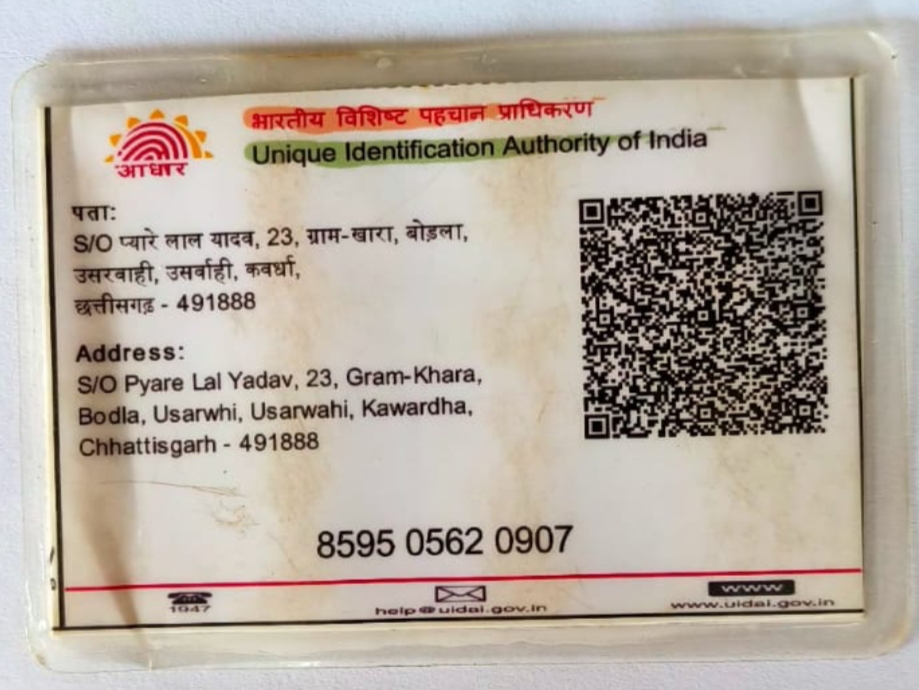 आधार
भारतीय विशिष्ट पहचान प्राधिकरण
Unique Identification Authority of India
पता:
S/O प्यारे लाल यादव, 23, ग्राम-खारा, बोड़ला,
उसरवाही, उसर्वाही, कवर्धा,
छत्तीसगढ़ - 491888
Address:
S/O Pyare Lal Yadav, 23, Gram-Khara,
Bodla, Usarwhi, Usarwahi, Kawardha,
Chhattisgarh - 491888
8595 0562 0907
1947
help@uidai.gov.in
www
www.uidai.gov.in